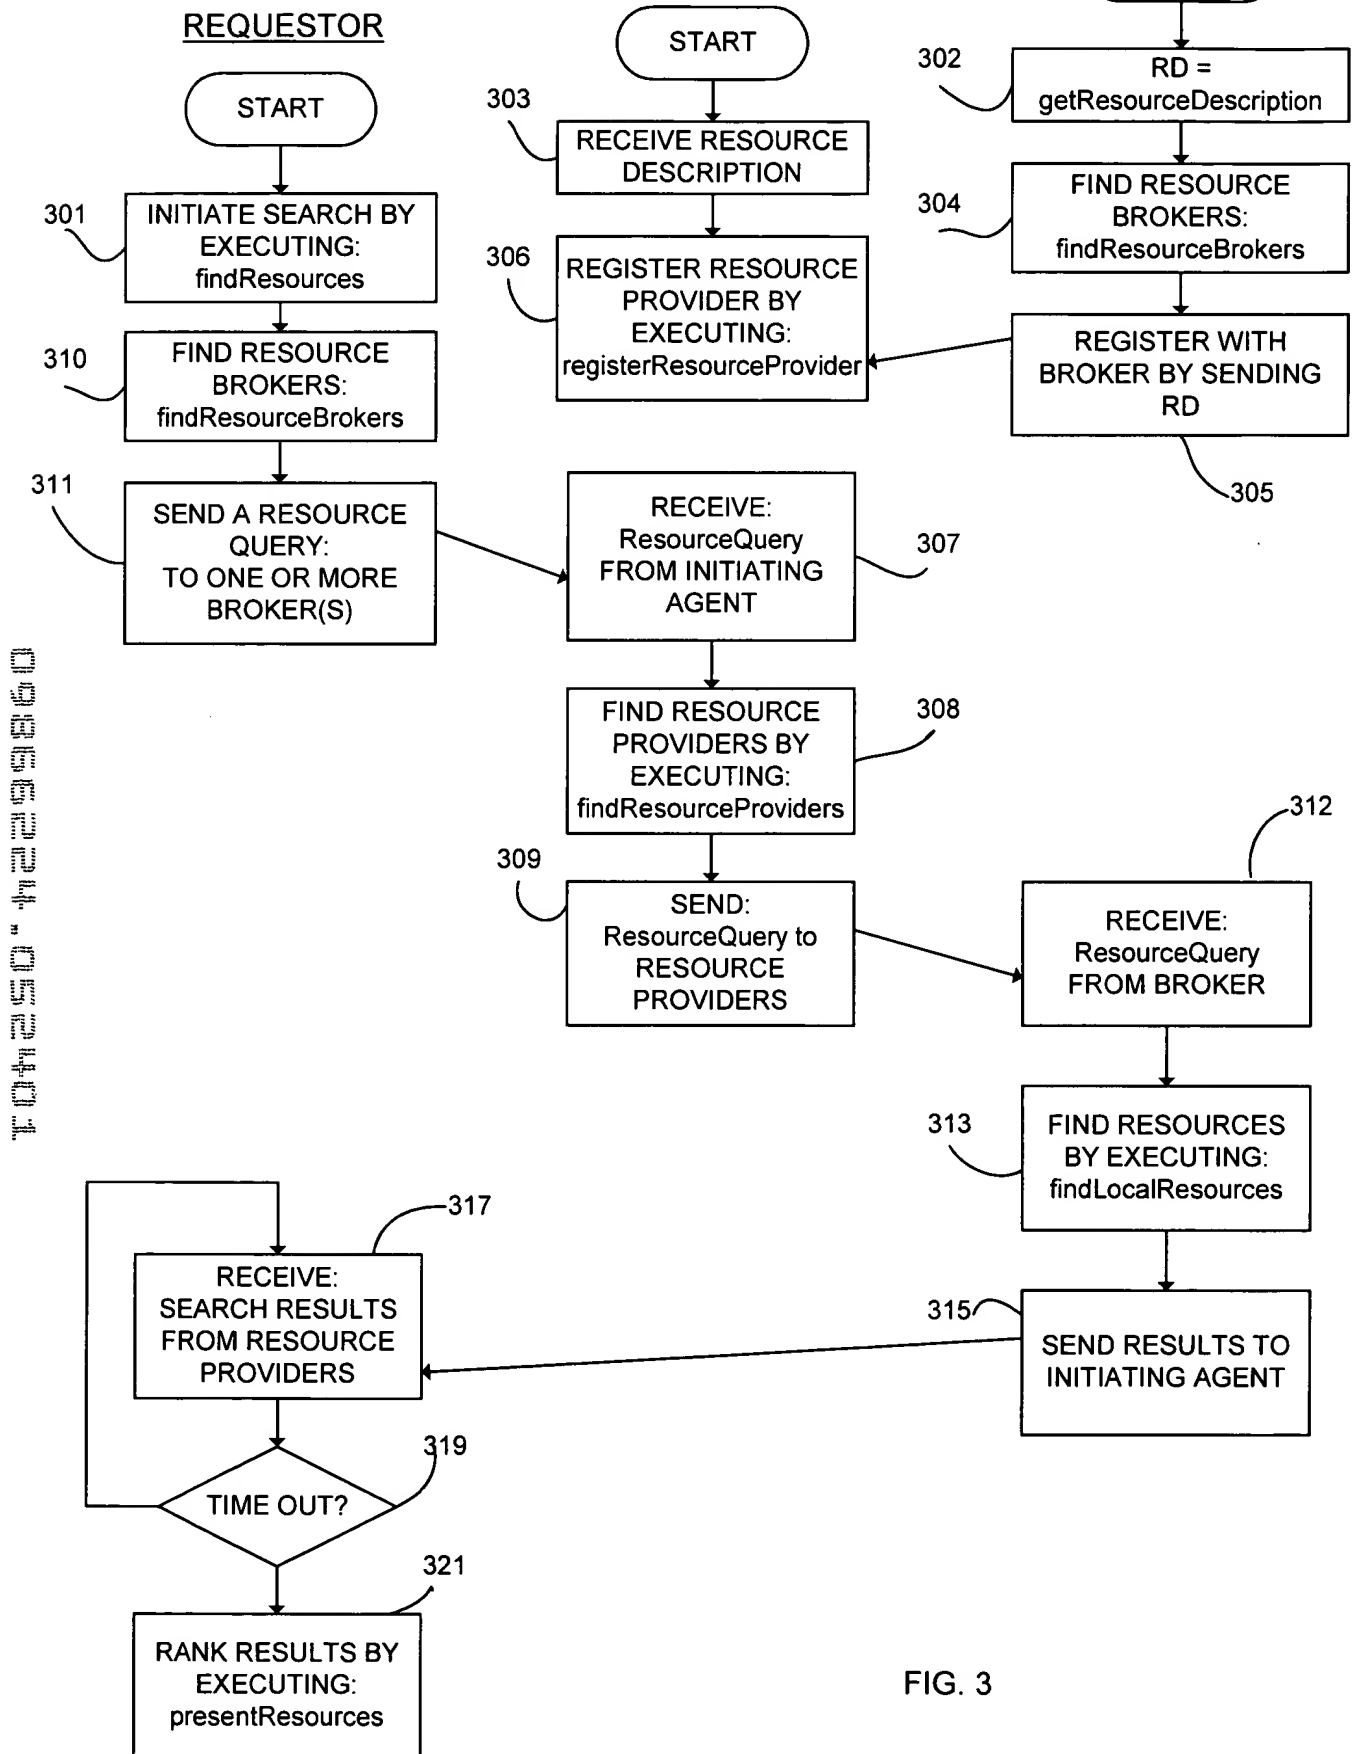 REQUESTOR
START
301
INITIATE SEARCH BY
EXECUTING:
findResources
310
FIND RESOURCE
BROKERS:
findResourceBrokers
311
SEND A RESOURCE
QUERY:
TO ONE OR MORE
BROKER(S)
START
303
RECEIVE RESOURCE
DESCRIPTION
306
REGISTER RESOURCE
PROVIDER BY
EXECUTING:
registerResourceProvider
302
RD =
getResourceDescription
304
FIND RESOURCE
BROKERS:
findResourceBrokers
REGISTER WITH
BROKER BY SENDING
RD
305
RECEIVE:
ResourceQuery
FROM INITIATING
AGENT
307
FIND RESOURCE
PROVIDERS BY
EXECUTING:
findResourceProviders
308
309
SEND:
ResourceQuery to
RESOURCE
PROVIDERS
312
RECEIVE:
ResourceQuery
FROM BROKER
313
FIND RESOURCES
BY EXECUTING:
findLocalResources
315
SEND RESULTS TO
INITIATING AGENT
317
RECEIVE:
SEARCH RESULTS
FROM RESOURCE
PROVIDERS
319
TIME OUT?
321
RANK RESULTS BY
EXECUTING:
presentResources
FIG. 3
09866224.052401